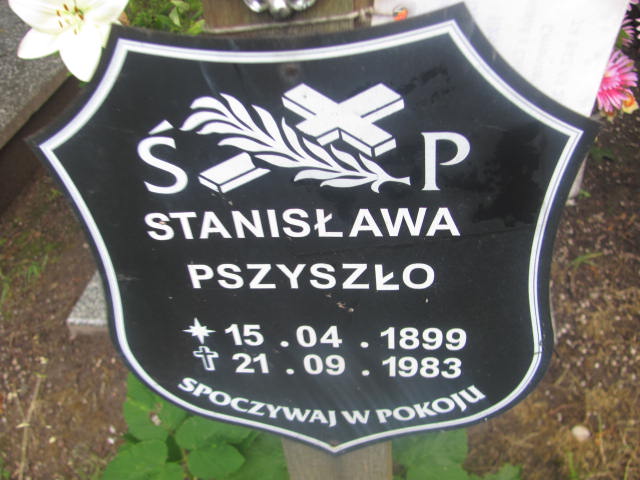 Ś P
STANISŁAWA
PSZYSZŁO
15.04.1899
21.09.1983
SPOCZYWAJ W POKOJU